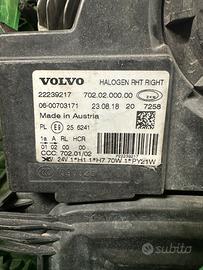 VOLVO HALOGEN RHT RIGHT
22239217 702.02.000.00
06-00703171 23.08.18 20 7258
Made in Austria
PL E9 25 6241
1a A RL HCR
01 02 00 00
CCC. 702.01/02
24V 1*H1 1*H7 70W 1*PY21W
P22239217
subito